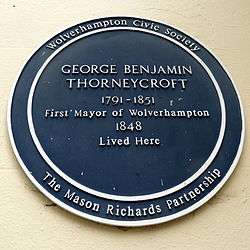 Wolverhampton Civic Society
GEORGE BENJAMIN
THORNEYCROFT
1791-1851
First Mayor of Wolverhampton
1848
Lived Here
The Mason Richards Partnership